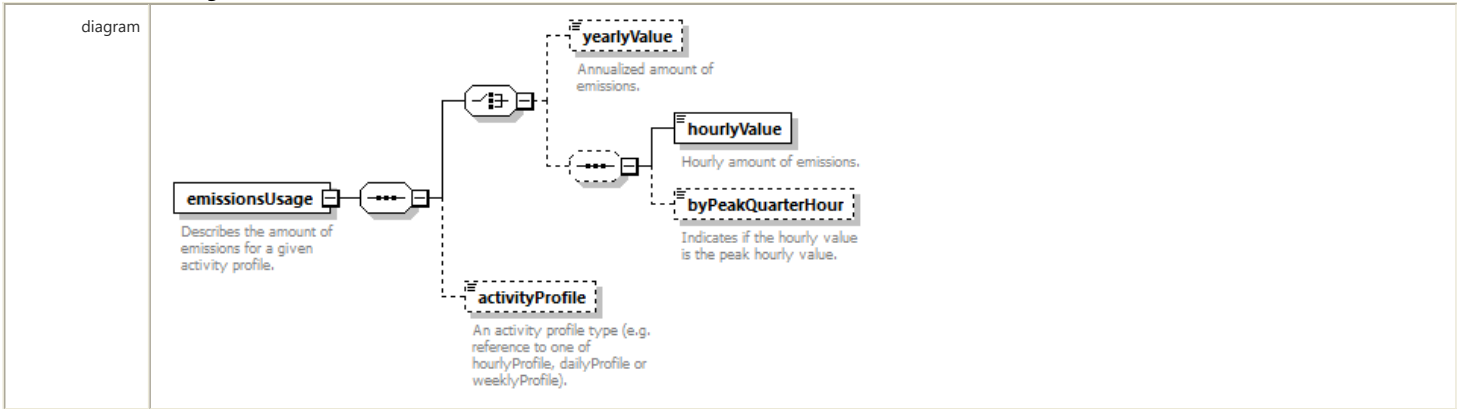 diagram
yearlyValue
Annualized amount of
emissions.
hourlyValue
Hourly amount of emissions.
emissionsUsage
byPeakQuarterHour
Describes the amount of
emissions for a given
activity profile.
Indicates if the hourly value
is the peak hourly value.
activityProfile
An activity profile type (e.g.
reference to one of
hourlyProfile, dailyProfile or
weeklyProfile).